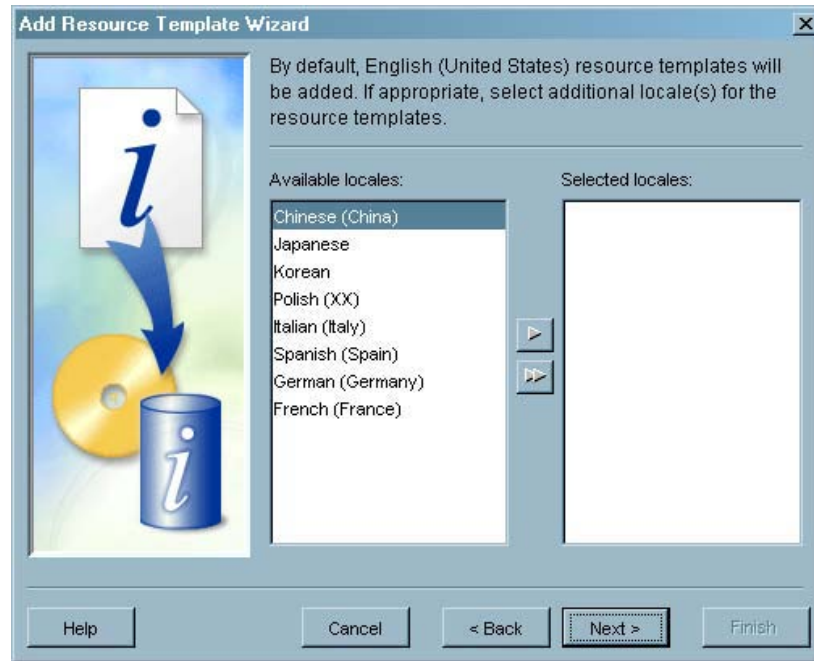 Add Resource Template Wizard
By default, English (United States) resource templates will
be added. If appropriate, select additional locale(s) for the
resource templates.
Available locales:
Selected locales:
Chinese (China)
Japanese
Korean
Polish (XX)
Italian (Italy)
Spanish (Spain)
German (Germany)
French (France)
i
i
Help
Cancel
< Back
Next >
Finish